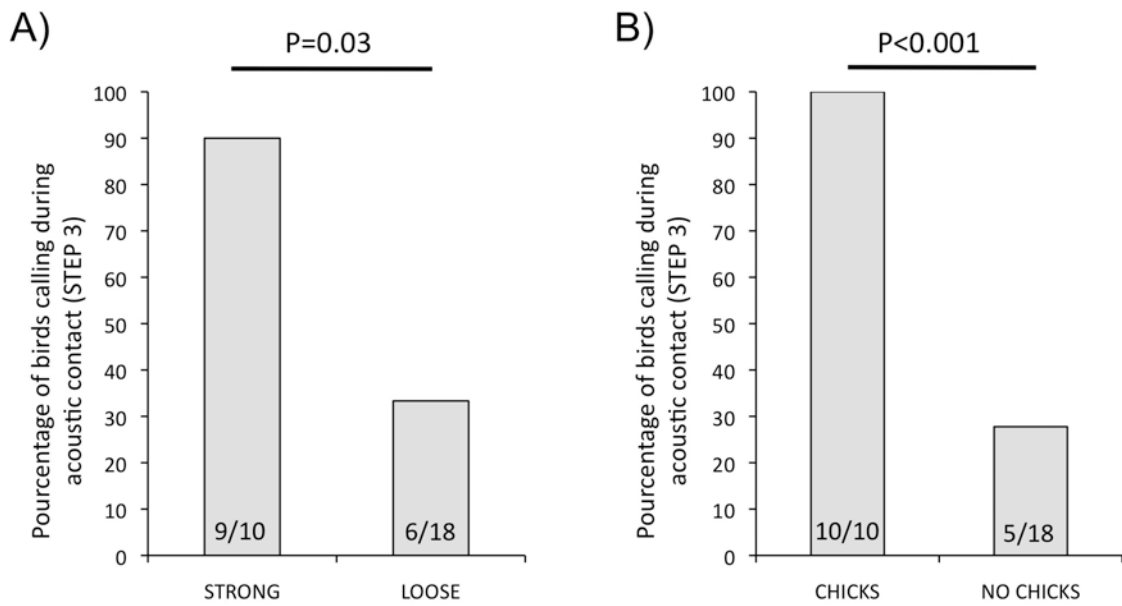 A)
P=0.03
Pourcentage of birds calling during
acoustic contact (STEP 3)
100
90
80
70
60
50
40
30
20
10
0
9/10
6/18
STRONG
LOOSE
B)
P<0.001
Pourcentage of birds calling during
acoustic contact (STEP 3)
100
90
80
70
60
50
40
30
20
10
0
10/10
5/18
CHICKS
NO CHICKS